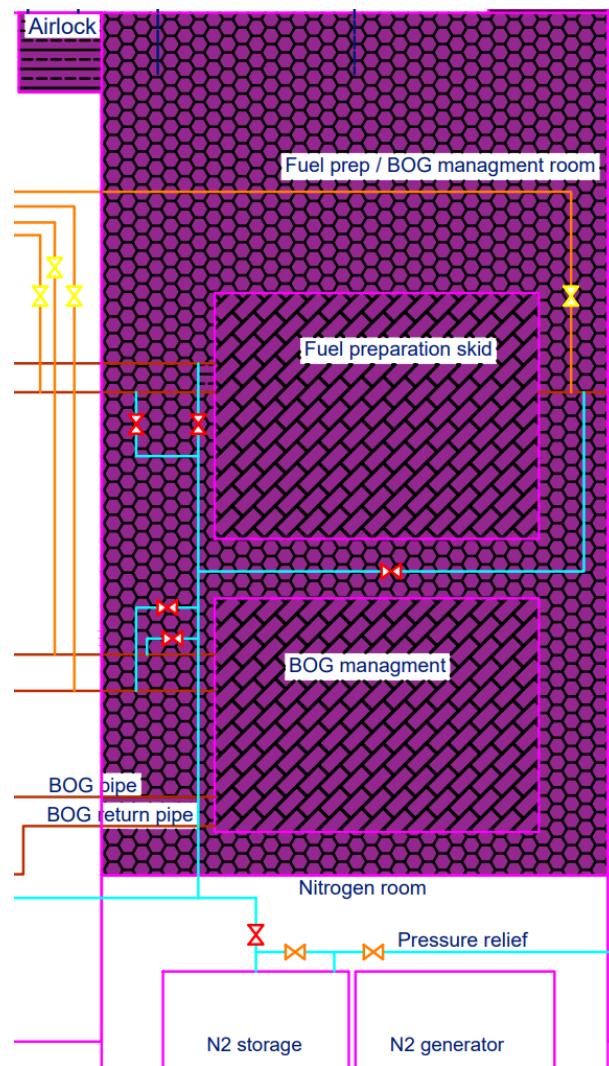 Airlock
Fuel prep / BOG managment room
Fuel preparation skid
BOG managment
BOG pipe
BOG return pipe
Nitrogen room
Pressure relief
N2 storage
N2 generator